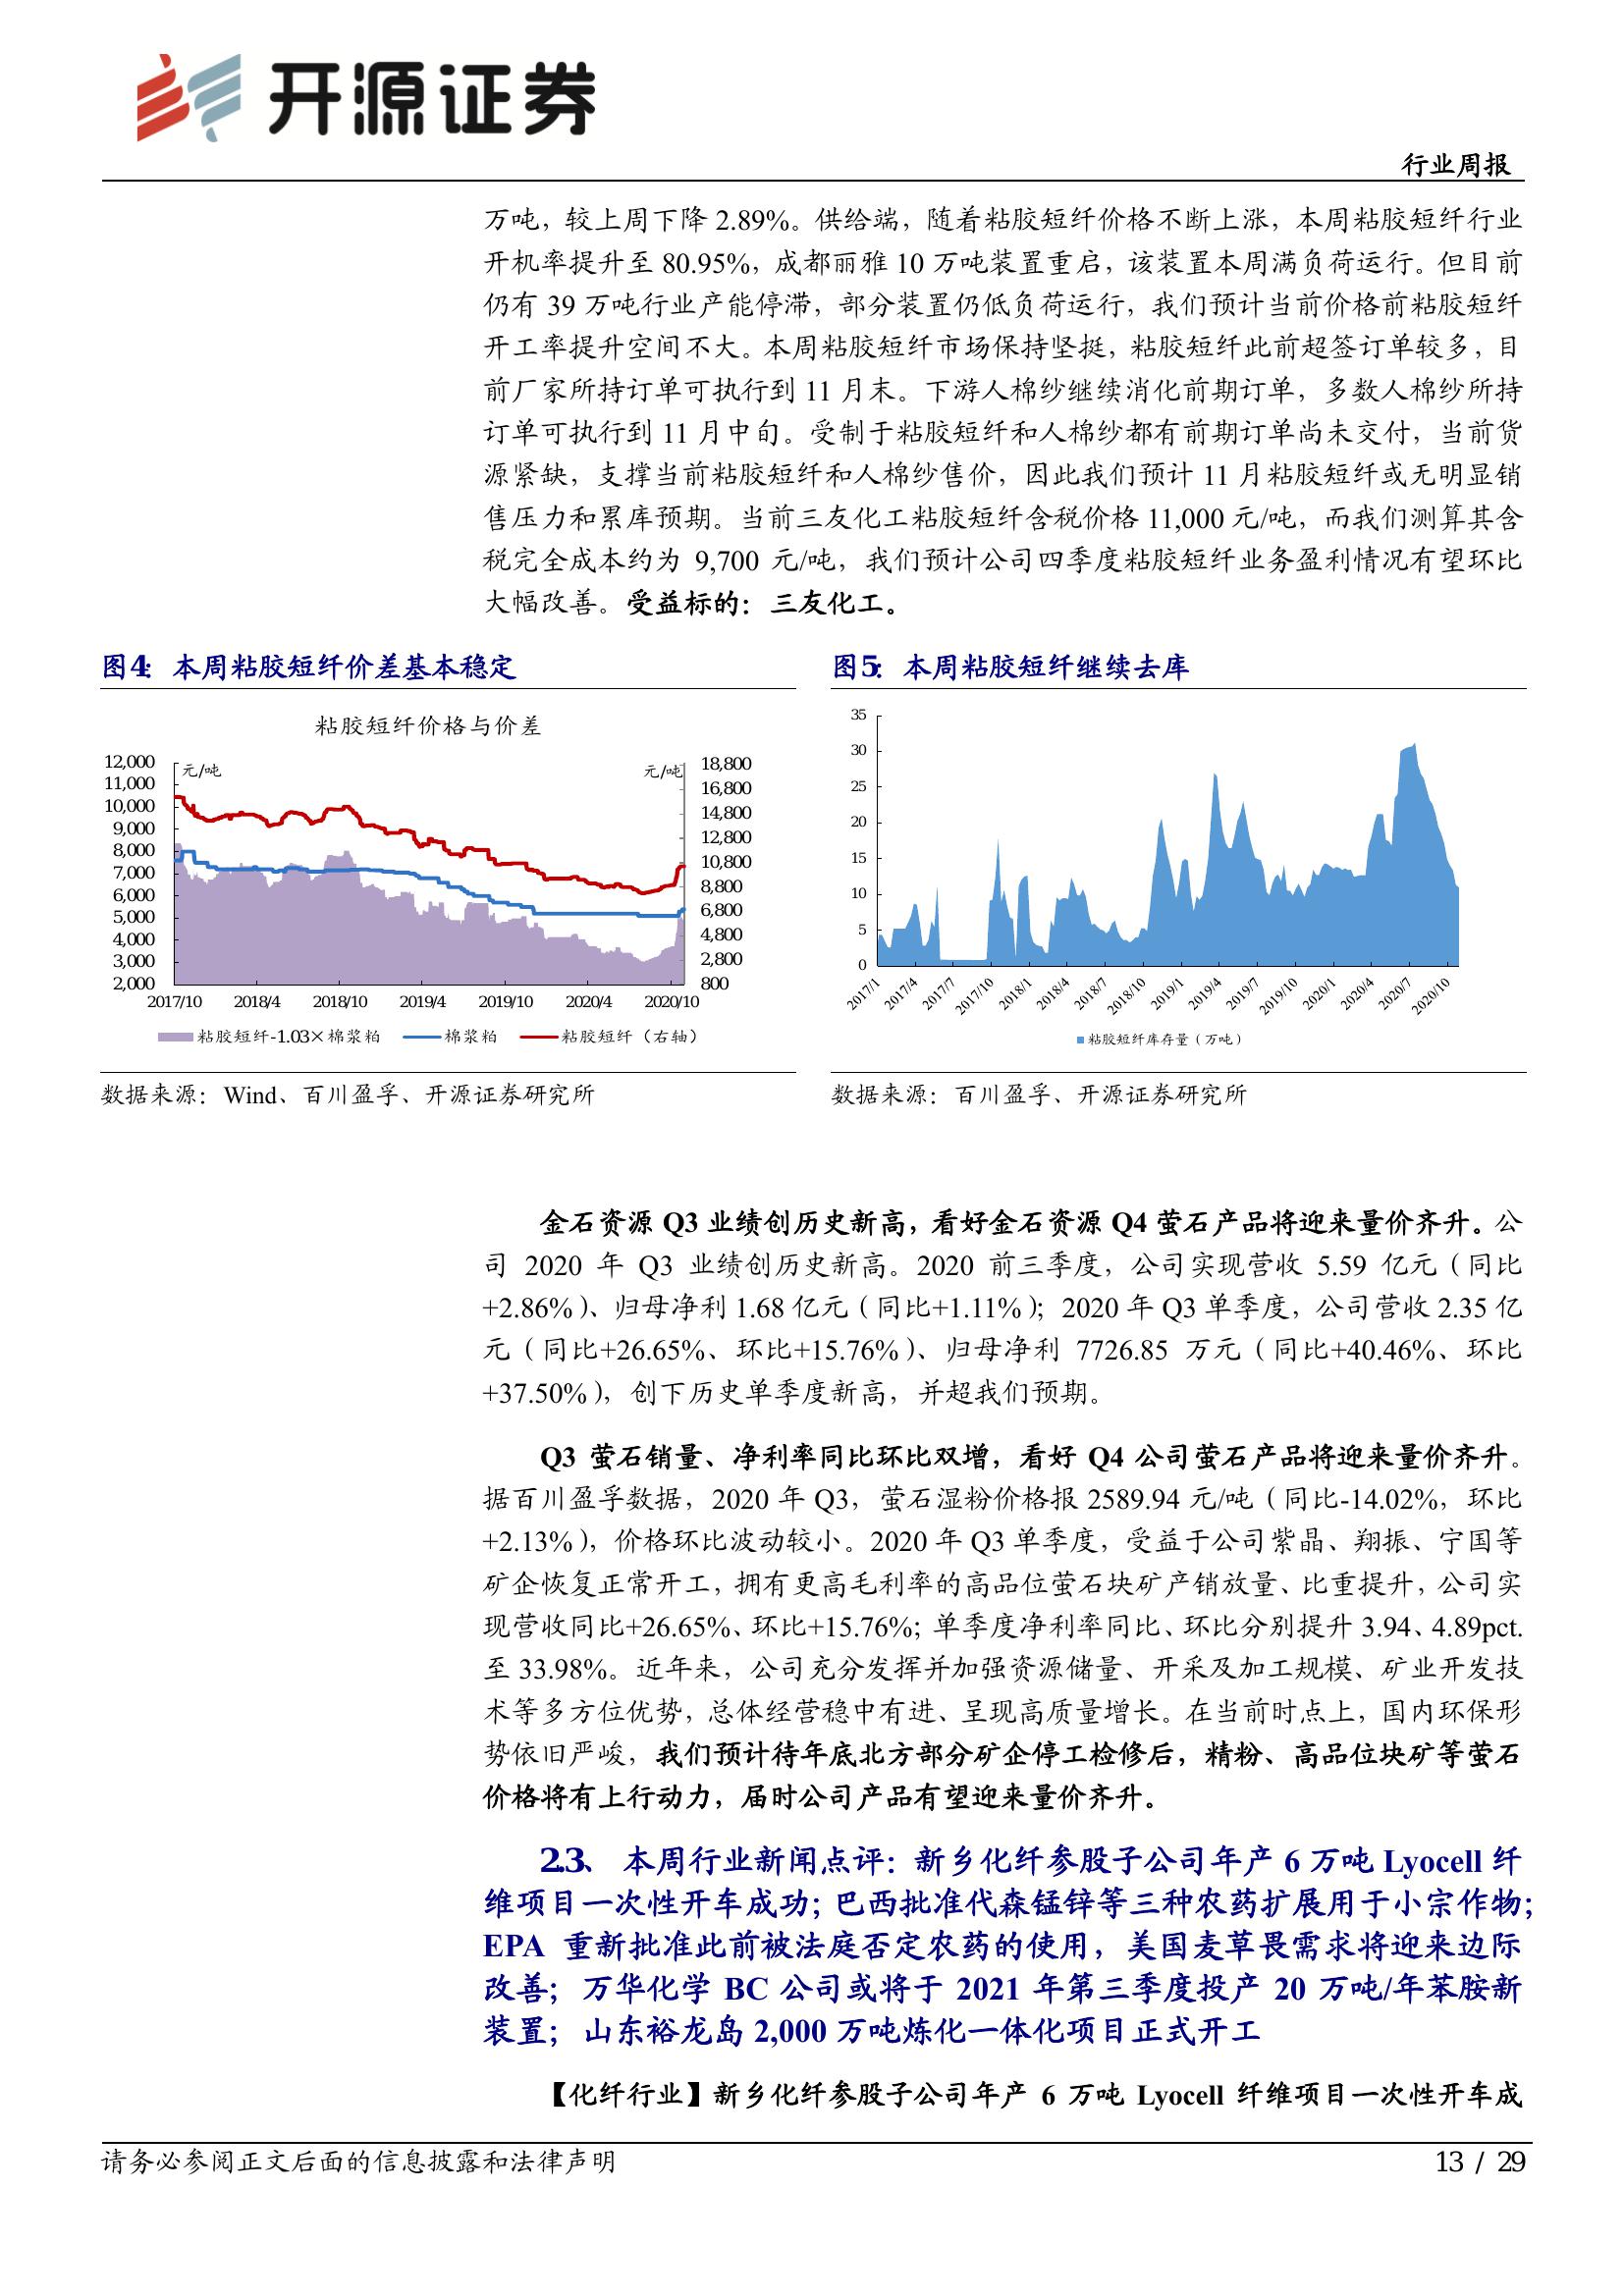 开源证券
行业周报
万吨，较上周下降 2.89%。供给端，随着粘胶短纤价格不断上涨，本周粘胶短纤行业
开机率提升至 80.95%，成都丽雅 10 万吨装置重启，该装置本周满负荷运行。但目前
仍有 39 万吨行业产能停滞，部分装置仍低负荷运行，我们预计当前价格前粘胶短纤
开工率提升空间不大。本周粘胶短纤市场保持坚挺，粘胶短纤此前超签订单较多，目
前厂家所持订单可执行到 11 月末。下游人棉纱继续消化前期订单，多数人棉纱所持
订单可执行到 11 月中旬。受制于粘胶短纤和人棉纱都有前期订单尚未交付，当前货
源紧缺，支撑当前粘胶短纤和人棉纱售价，因此我们预计 11 月粘胶短纤或无明显销
售压力和累库预期。当前三友化工粘胶短纤含税价格 11,000 元/吨，而我们测算其含
税完全成本约为 9,700 元/吨，我们预计公司四季度粘胶短纤业务盈利情况有望环比
大幅改善。受益标的：三友化工。
图4：本周粘胶短纤价差基本稳定
粘胶短纤价格与价差
元/吨
元/吨
12,000
11,000
10,000
9,000
8,000
7,000
6,000
5,000
4,000
3,000
2,000
18,800
16,800
14,800
12,800
10,800
8,800
6,800
4,800
2,800
800
2017/10 2018/4 2018/10 2019/4 2019/10 2020/4 2020/10
粘胶短纤-1.03×棉浆粕 棉浆粕 粘胶短纤（右轴）
数据来源：Wind、百川盈孚、开源证券研究所
图5：本周粘胶短纤继续去库
35
30
25
20
15
10
5
0
2017/1 2017/4 2017/7 2017/10 2018/1 2018/4 2018/7 2018/10 2019/1 2019/4 2019/7 2019/10 2020/1 2020/4 2020/7 2020/10
粘胶短纤库存量（万吨）
数据来源：百川盈孚、开源证券研究所
金石资源 Q3 业绩创历史新高，看好金石资源 Q4 萤石产品将迎来量价齐升。公
司 2020 年 Q3 业绩创历史新高。2020 前三季度，公司实现营收 5.59 亿元（同比
+2.86%）、归母净利 1.68 亿元（同比+1.11%）；2020 年 Q3 单季度，公司营收 2.35 亿
元（同比+26.65%、环比+15.76%）、归母净利 7726.85 万元（同比+40.46%、环比
+37.50%），创下历史单季度新高，并超我们预期。
Q3 萤石销量、净利率同比环比双增，看好 Q4 公司萤石产品将迎来量价齐升。
据百川盈孚数据，2020 年 Q3，萤石湿粉价格报 2589.94 元/吨（同比-14.02%，环比
+2.13%），价格环比波动较小。2020 年 Q3 单季度，受益于公司紫晶、翔振、宁国等
矿企恢复正常开工，拥有更高毛利率的高品位萤石块矿产销放量、比重提升，公司实
现营收同比+26.65%、环比+15.76%；单季度净利率同比、环比分别提升 3.94、4.89pct.
至 33.98%。近年来，公司充分发挥并加强资源储量、开采及加工规模、矿业开发技
术等多方位优势，总体经营稳中有进、呈现高质量增长。在当前时点上，国内环保形
势依旧严峻，我们预计待年底北方部分矿企停工检修后，精粉、高品位块矿等萤石
价格将有上行动力，届时公司产品有望迎来量价齐升。
2.3、 本周行业新闻点评：新乡化纤参股子公司年产 6 万吨 Lyocell 纤
维项目一次性开车成功；巴西批准代森锰锌等三种农药扩展用于小宗作物；
EPA 重新批准此前被法庭否定农药的使用，美国麦草畏需求将迎来边际
改善；万华化学 BC 公司或将于 2021 年第三季度投产 20 万吨/年苯胺新
装置；山东裕龙岛 2,000 万吨炼化一体化项目正式开工
【化纤行业】新乡化纤参股子公司年产 6 万吨 Lyocell 纤维项目一次性开车成
请务必参阅正文后面的信息披露和法律声明
13 / 29